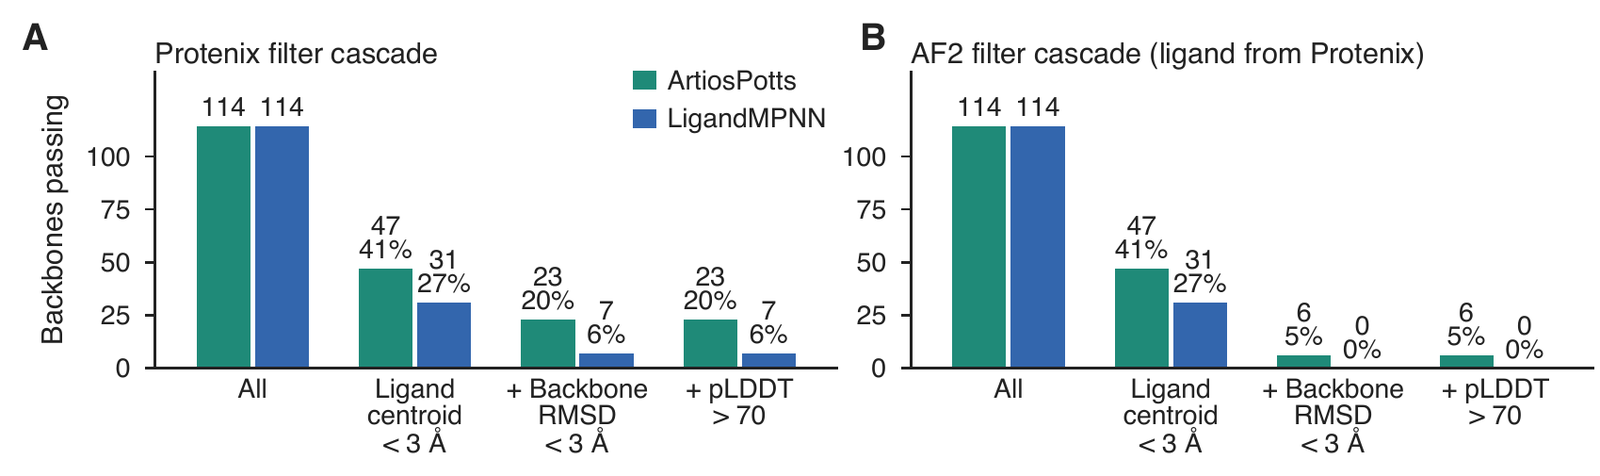 A
Protenix filter cascade
ArtiosPotts
LigandMPNN
Backbones passing
100
75
50
25
0
114 114
47
41%
31
27%
23
20%
7
6%
23
20%
7
6%
All
Ligand
centroid
< 3 Å
+ Backbone
RMSD
< 3 Å
+ pLDDT
> 70
B
AF2 filter cascade (ligand from Protenix)
100
75
50
25
0
114 114
47
41%
31
27%
6
5%
0
0%
6
5%
0
0%
All
Ligand
centroid
< 3 Å
+ Backbone
RMSD
< 3 Å
+ pLDDT
> 70